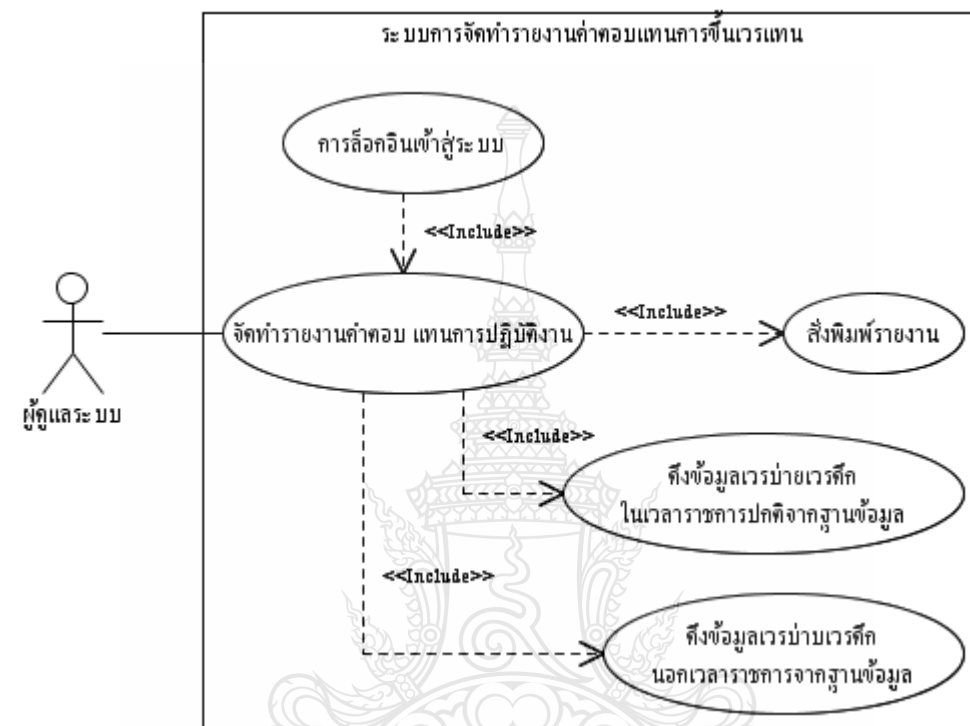 ระบบการจัดทำรายงานค่าตอบแทนการขึ้นเวรแทน
การล็อกอินเข้าสู่ระบบ
<<Include>>
จัดทำรายงานค่าตอบ แทนการปฏิบัติงาน
<<Include>>
สั่งพิมพ์รายงาน
ผู้ดูแลระบบ
<<Include>>
ดึงข้อมูลเวรบ่ายเวรดึก
ในเวลาราชการปกติจากฐานข้อมูล
<<Include>>
ดึงข้อมูลเวรบ่าบเวรดึก
นอกเวลาราชการจากฐานข้อมูล